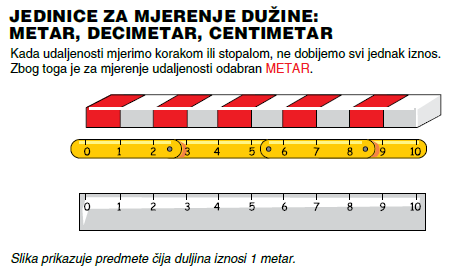 JEDINICE ZA MJERENJE DUŽINE:
METAR, DECIMETAR, CENTIMETAR
Kada udaljenosti mjerimo korakom ili stopalom, ne dobijemo svi jednak iznos.
Zbog toga je za mjerenje udaljenosti odabran METAR.
0 1 2 3 4 5 6 7 8 9 10
0 1 2 3 4 5 6 7 8 9 10
Slika prikazuje predmete čija duljina iznosi 1 metar.